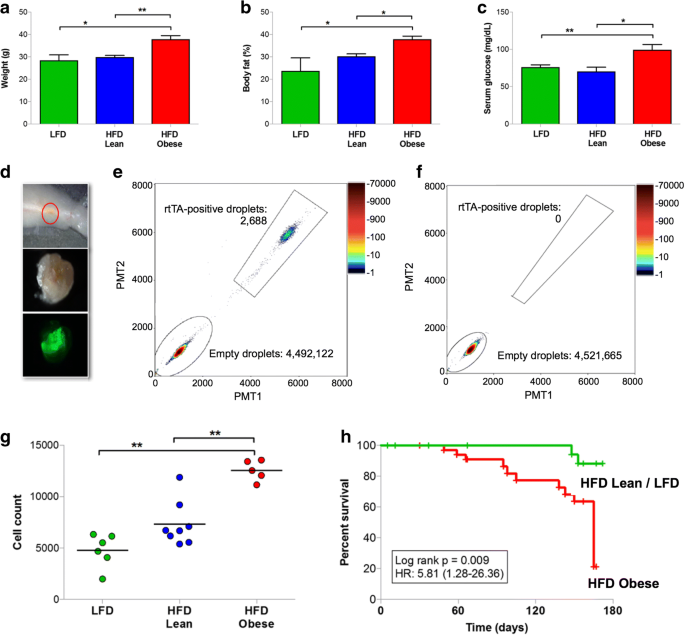 a
Weight (g)
50
40
30
20
10
0
*
**
LFD
HFD
Lean
HFD
Obese
b
Body fat (%)
50
40
30
20
10
0
*
*
LFD
HFD
Lean
HFD
Obese
c
Serum glucose (mg/dL)
150
100
50
0
**
*
LFD
HFD
Lean
HFD
Obese
d
e
8000
6000
4000
2000
0
PMT2
rtTA-positive droplets:
2,688
Empty droplets: 4,492,122
0
2000
4000
6000
8000
PMT1
-70000
-9000
-900
-100
-10
-1
f
8000
6000
4000
2000
0
PMT2
rtTA-positive droplets:
0
Empty droplets: 4,521,665
0
2000
4000
6000
8000
PMT1
-70000
-9000
-900
-100
-10
-1
g
Cell count
15000
10000
5000
0
**
**
LFD
HFD
Lean
HFD
Obese
h
Percent survival
100
80
60
40
20
0
HFD Lean / LFD
Log rank p = 0.009
HR: 5.81 (1.28-26.36)
HFD Obese
0
60
120
180
Time (days)